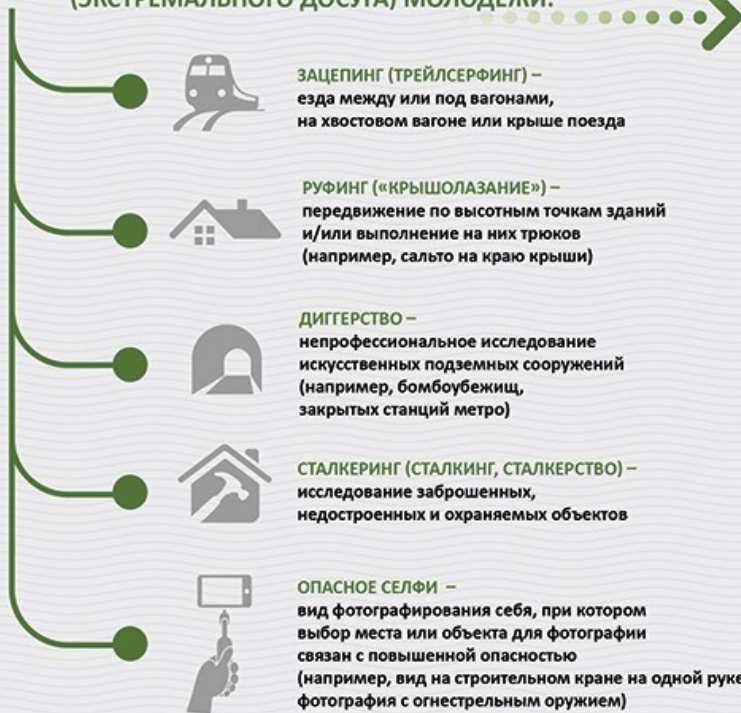 (ЭКСТРЕМАЛЬНОГО ДОСУГА) МОЛОДЕЖИ:
ЗАЦЕПИНГ (ТРЕЙЛСЕРФИНГ) –
езда между или под вагонами,
на хвостовом вагоне или крыше поезда
РУФИНГ («КРЫШОЛАЗАНИЕ») –
передвижение по высотным точкам зданий
и/или выполнение на них трюков
(например, сальто на краю крыши)
ДИГГЕРСТВО –
непрофессиональное исследование
искусственных подземных сооружений
(например, бомбоубежищ,
закрытых станций метро)
СТАЛКЕРИНГ (СТАЛКИНГ, СТАЛКЕРСТВО) –
исследование заброшенных,
недостроенных и охраняемых объектов
ОПАСНОЕ СЕЛФИ –
вид фотографирования себя, при котором
выбор места или объекта для фотографии
связан с повышенной опасностью
(например, вид на строительном кране на одной руке
фотография с огнестрельным оружием)